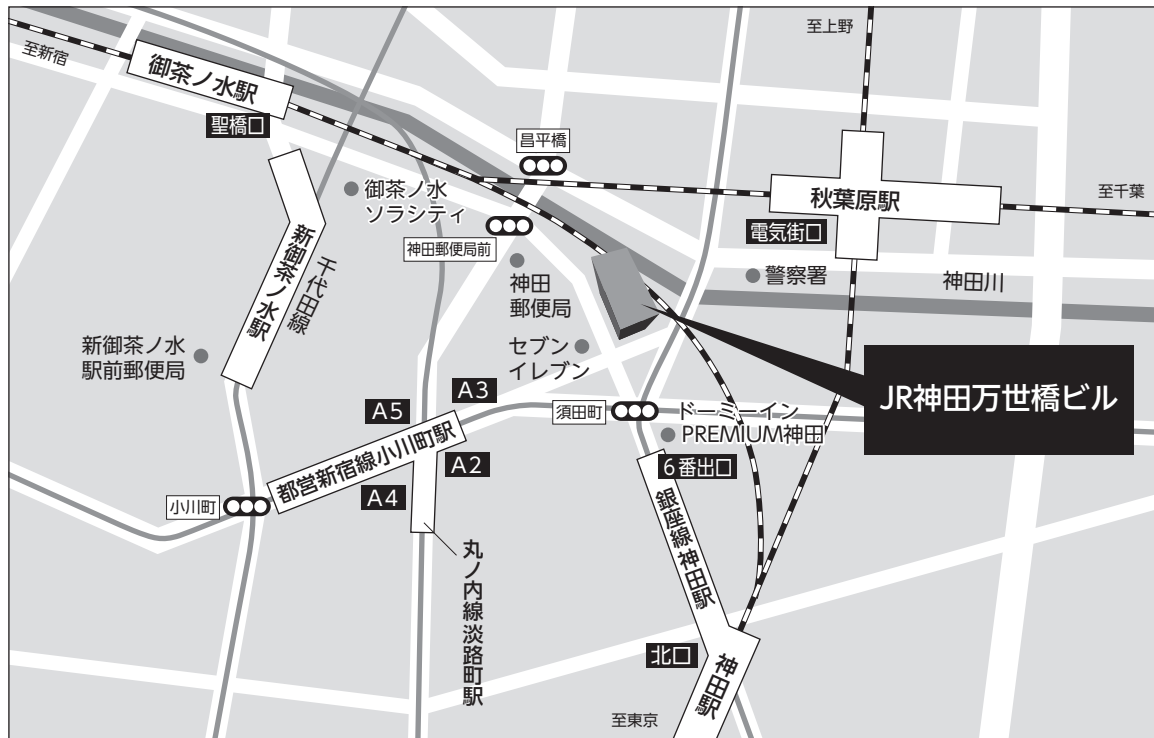 至新宿
御茶ノ水駅
聖橋口
至上野
昌平橋
御茶ノ水
ソラシティ
神田郵便局前
秋葉原駅
至千葉
電気街口
警察署
神田川
神田
郵便局
新御茶ノ水駅
千代田線
新御茶ノ水
駅前郵便局
セブン
イレブン
JR神田万世橋ビル
A3
A5
須田町
ドーミーイン
PREMIUM神田
都営新宿線小川町駅
A2
6番出口
A4
小川町
丸ノ内線淡路町駅
銀座線神田駅
北口
神田駅
至東京